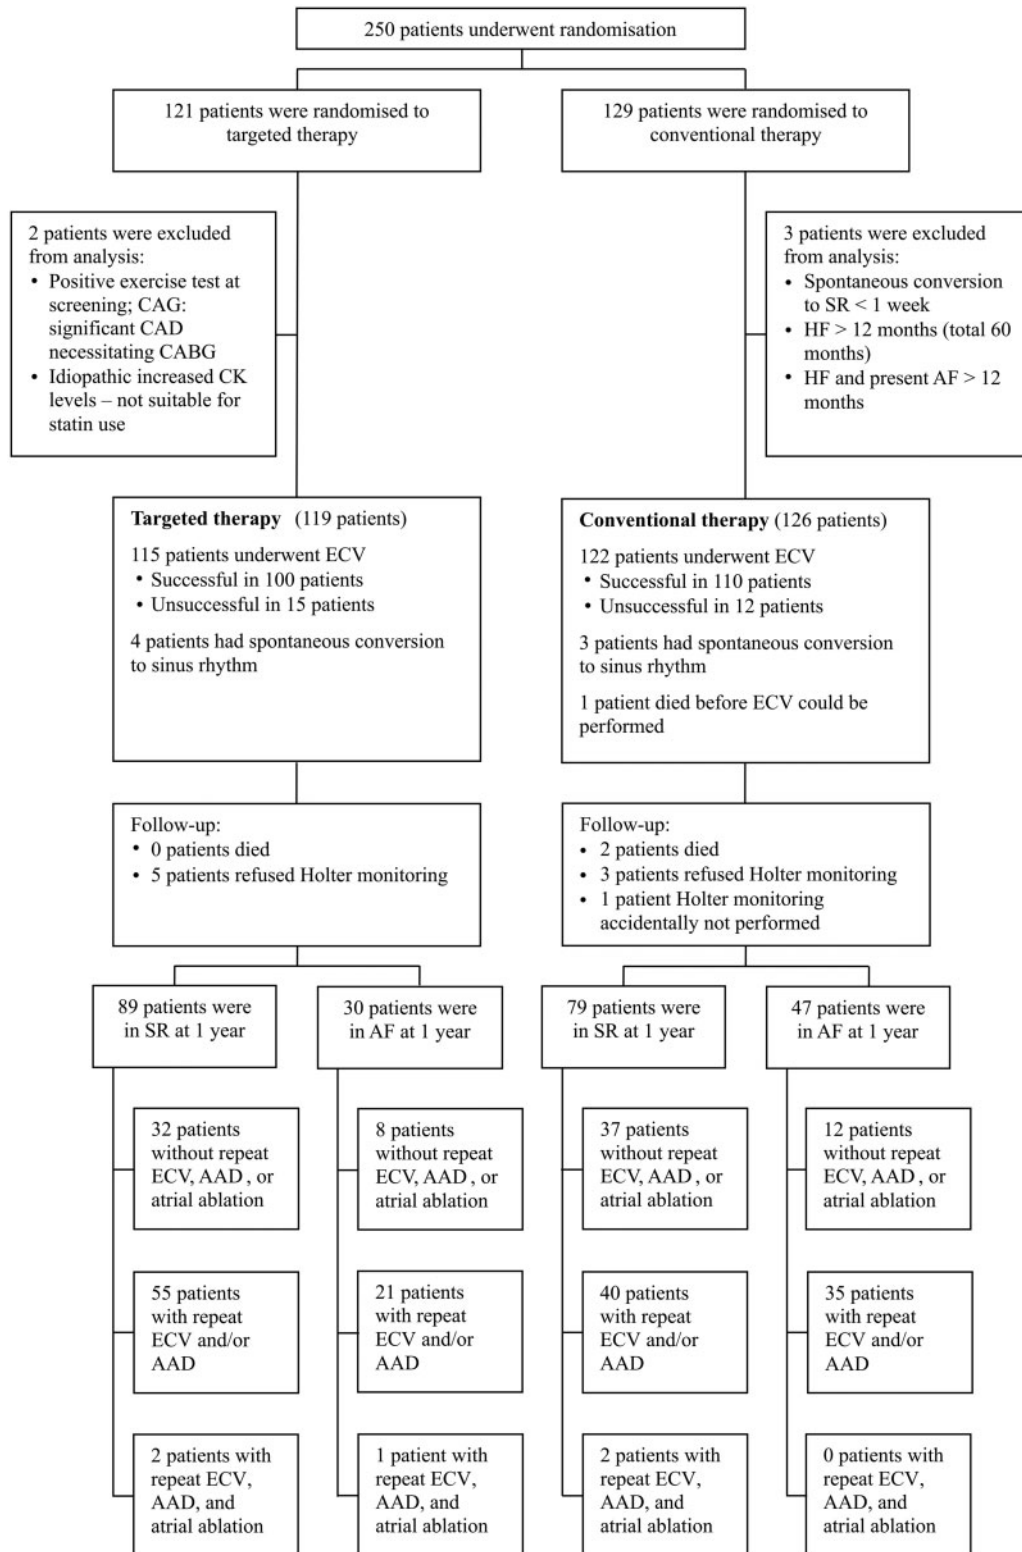 250 patients underwent randomisation
121 patients were randomised to
targeted therapy
129 patients were randomised to
conventional therapy
2 patients were excluded
from analysis:
• Positive exercise test at
screening; CAG:
significant CAD
necessitating CABG
• Idiopathic increased CK
levels – not suitable for
statin use
3 patients were excluded
from analysis:
• Spontaneous conversion
to SR < 1 week
• HF > 12 months (total 60
months)
• HF and present AF > 12
months
Targeted therapy (119 patients)
115 patients underwent ECV
• Successful in 100 patients
• Unsuccessful in 15 patients
4 patients had spontaneous conversion
to sinus rhythm
Conventional therapy (126 patients)
122 patients underwent ECV
• Successful in 110 patients
• Unsuccessful in 12 patients
3 patients had spontaneous conversion
to sinus rhythm
1 patient died before ECV could be
performed
Follow-up:
• 0 patients died
• 5 patients refused Holter monitoring
Follow-up:
• 2 patients died
• 3 patients refused Holter monitoring
• 1 patient Holter monitoring
accidentally not performed
89 patients were
in SR at 1 year
30 patients were
in AF at 1 year
79 patients were
in SR at 1 year
47 patients were
in AF at 1 year
32 patients
without repeat
ECV, AAD, or
atrial ablation
8 patients
without repeat
ECV, AAD, or
atrial ablation
37 patients
without repeat
ECV, AAD, or
atrial ablation
12 patients
without repeat
ECV, AAD, or
atrial ablation
55 patients
with repeat
ECV and/or
AAD
21 patients
with repeat
ECV and/or
AAD
40 patients
with repeat
ECV and/or
AAD
35 patients
with repeat
ECV and/or
AAD
2 patients with
repeat ECV,
AAD, and
atrial ablation
1 patient with
repeat ECV,
AAD, and
atrial ablation
2 patients with
repeat ECV,
AAD, and
atrial ablation
0 patients with
repeat ECV,
AAD, and
atrial ablation